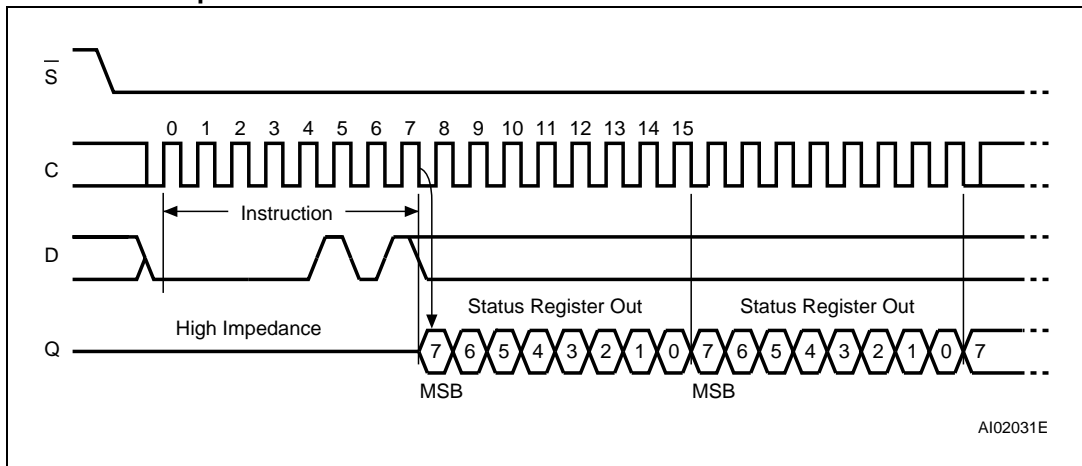 S
0 1 2 3 4 5 6 7 8 9 10 11 12 13 14 15
C
Instruction
D
Status Register Out Status Register Out
High Impedance
Q
7 6 5 4 3 2 1 0 7 6 5 4 3 2 1 0 7
MSB MSB
AI02031E